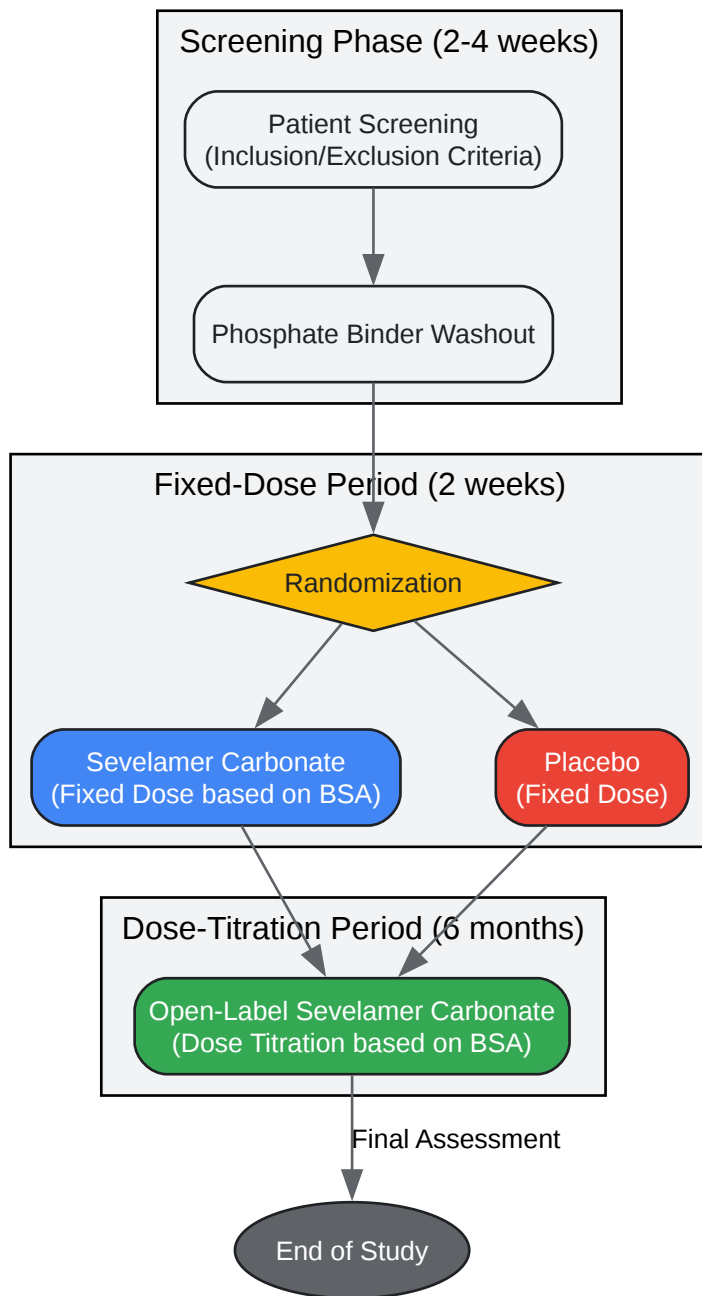 Screening Phase (2-4 weeks)
Patient Screening
(Inclusion/Exclusion Criteria)
Phosphate Binder Washout
Fixed-Dose Period (2 weeks)
Randomization
Sevelamer Carbonate
(Fixed Dose based on BSA)
Placebo
(Fixed Dose)
Dose-Titration Period (6 months)
Open-Label Sevelamer Carbonate
(Dose Titration based on BSA)
Final Assessment
End of Study